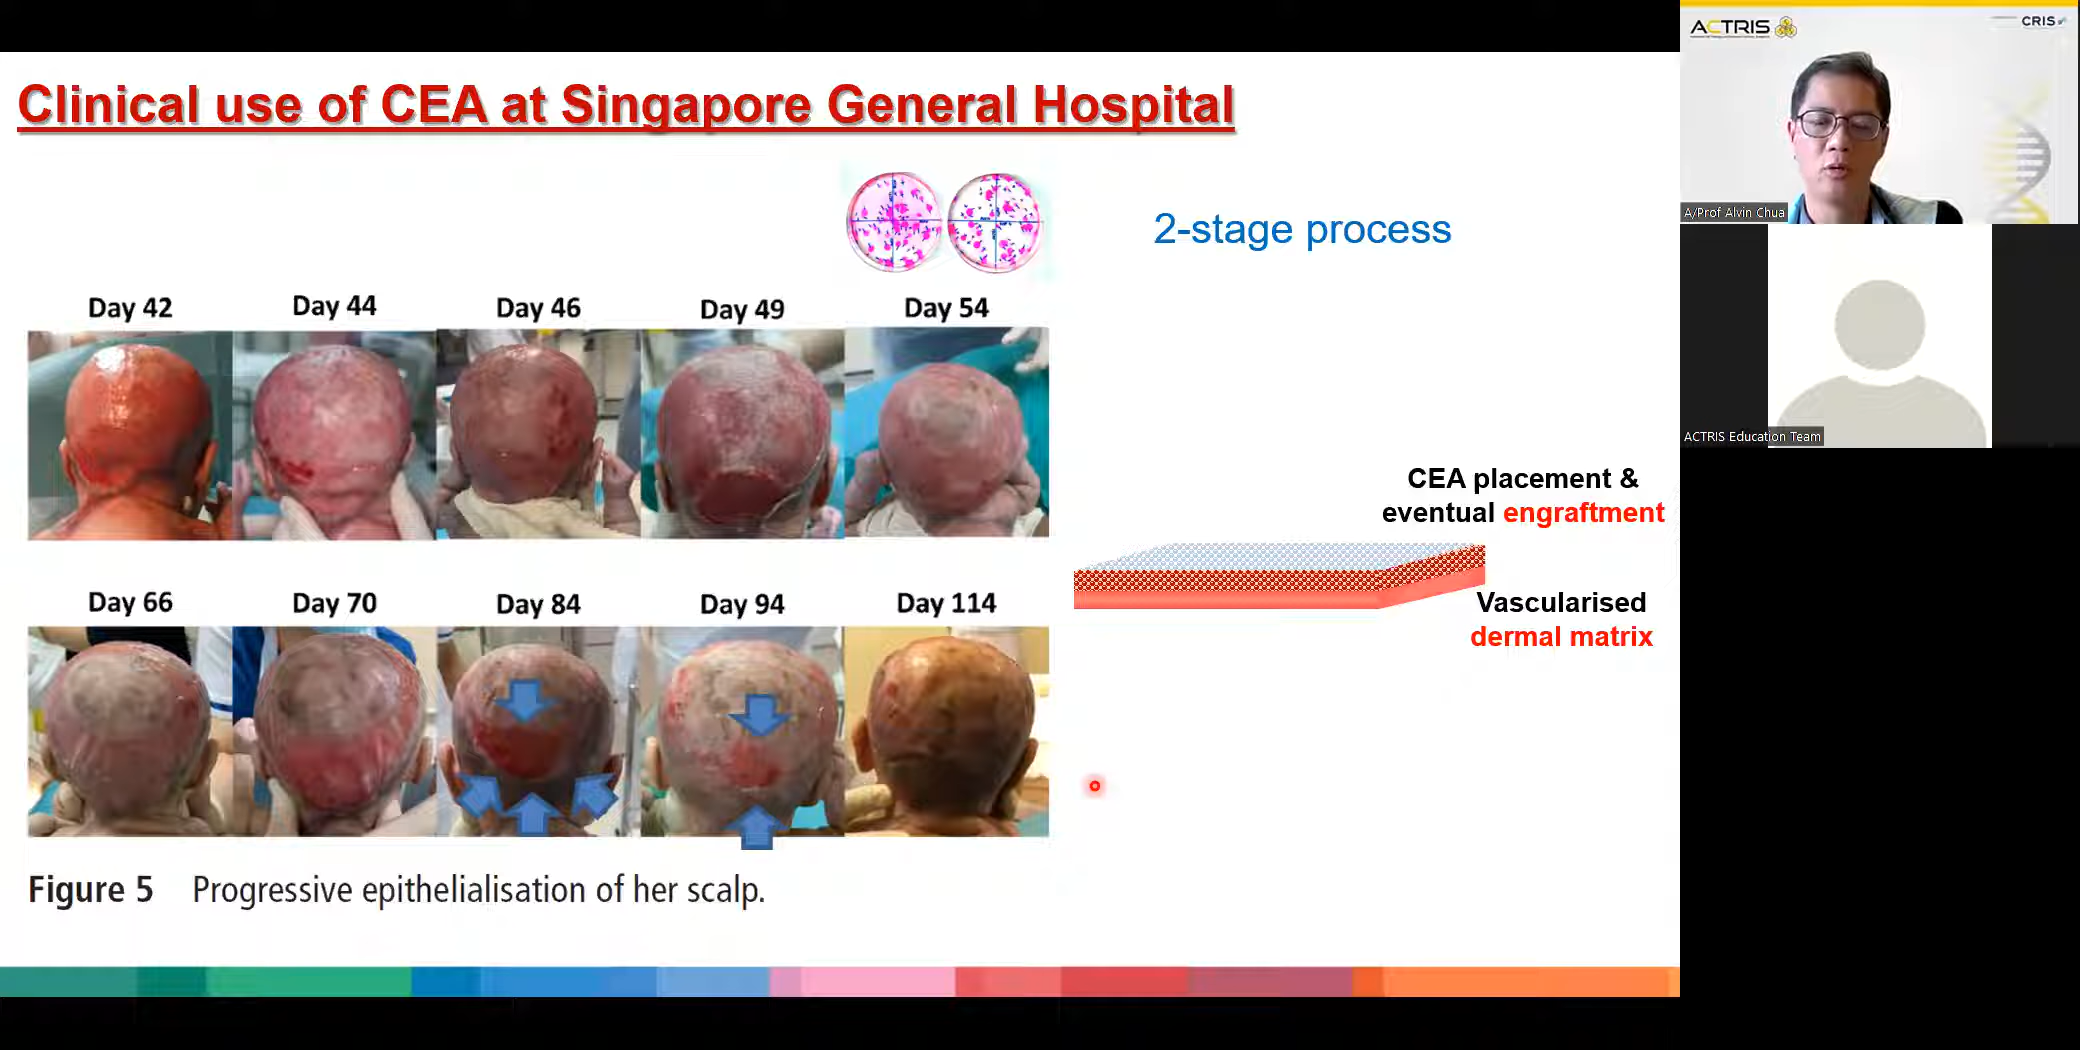 Clinical use of CEA at Singapore General Hospital
2-stage process
Day 42
Day 44
Day 46
Day 49
Day 54
CEA placement &
eventual engraftment
Vascularised
dermal matrix
Day 66
Day 70
Day 84
Day 94
Day 114
Figure 5 Progressive epithelialisation of her scalp.
ACTRIS
CRIS
A/Prof Alvin Chua
ACTRIS Education Team